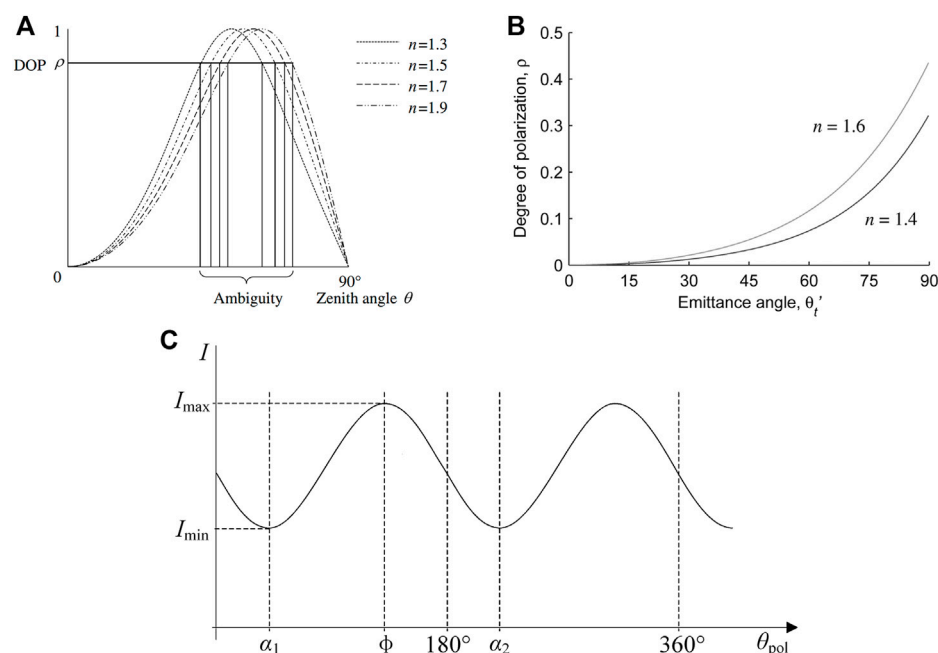 A
1
DOP ρ
0
90°
Ambiguity
Zenith angle θ
n=1.3
n=1.5
n=1.7
n=1.9
B
0.5
0.4
0.3
0.2
0.1
0
Degree of polarization, ρ
n = 1.6
n = 1.4
0 15 30 45 60 75 90
Emittance angle, θt′
C
I
Imax
Imin
α1 ϕ 180° α2 360° θpol